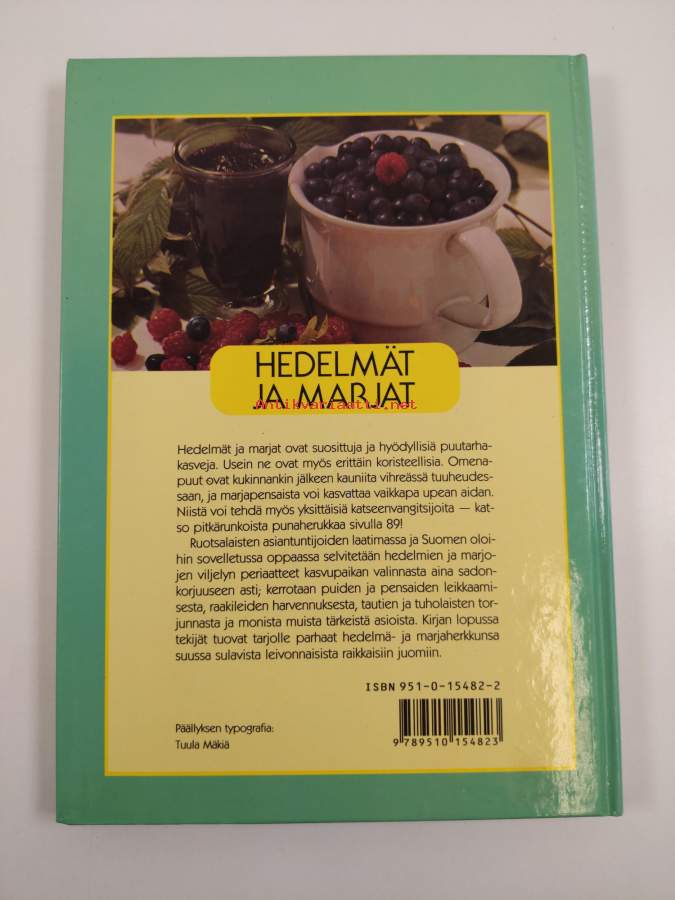 HEDELMÄT
JA MARJAT
Antikvariaatti.net
Hedelmät ja marjat ovat suosittuja ja hyödyllisiä puutarha-
kasveja. Usein ne ovat myös erittäin koristeellisia. Omena-
puut ovat kukinnankin jälkeen kauniita vihreässä tuuheudes-
saan, ja marjapensaista voi kasvattaa vaikkapa upean aidan.
Niistä voi tehdä myös yksittäisiä katseenvangitsijoita — kat-
so pitkärunkoista punaherukkaa sivulla 89!
Ruotsalaisten asiantuntijoiden laatimassa ja Suomen oloi-
hin sovelletussa oppaassa selvitetään hedelmien ja marjo-
jen viljelyn periaatteet kasvupaikan valinnasta aina sadon-
korjuuseen asti; kerrotaan puiden ja pensaiden leikkaami-
sesta, raakileiden harvennuksesta, tautien ja tuholaisten tor-
junnasta ja monista muista tärkeistä asioista. Kirjan lopussa
tekijät tuovat tarjolle parhaat hedelmä- ja marjaherkkunsa
suussa sulavista leivonnaisista raikkaisiin juomiin.
ISBN 951-0-15482-2
Päällyksen typografia:
Tuula Mäkiä
9 789510 154823